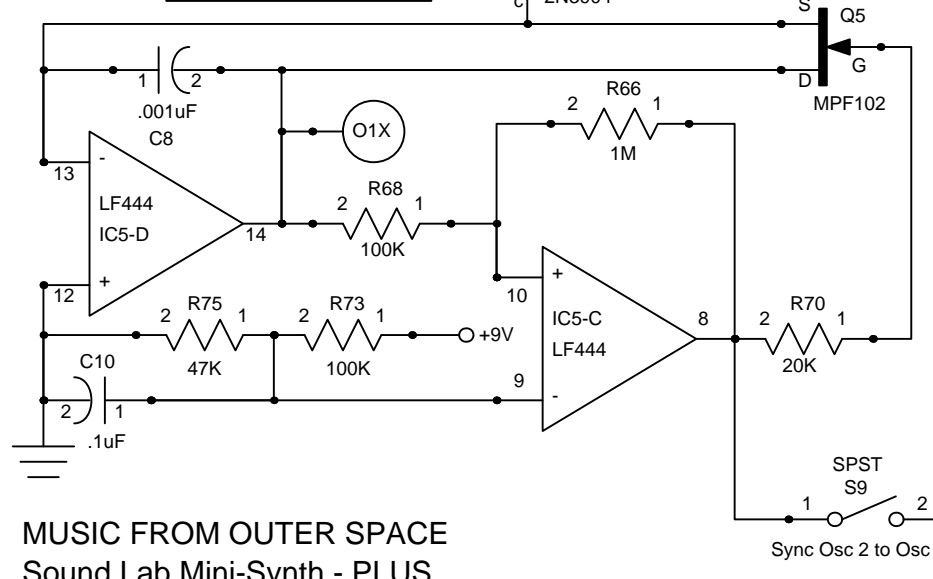 S
Q5
G
D
MPF102
1
2
.001uF
C8
O1X
R66
2
1
1M
13
-
LF444
IC5-D
14
12
+
R68
2
1
100K
10
+
IC5-C
LF444
8
9
-
R75
2
1
47K
R73
2
1
100K
+9V
R70
2
1
20K
C10
2
1
.1uF
SPST
S9
1
2
Sync Osc 2 to Osc
MUSIC FROM OUTER SPACE
Sound Lab Mini-Synth - PLUS